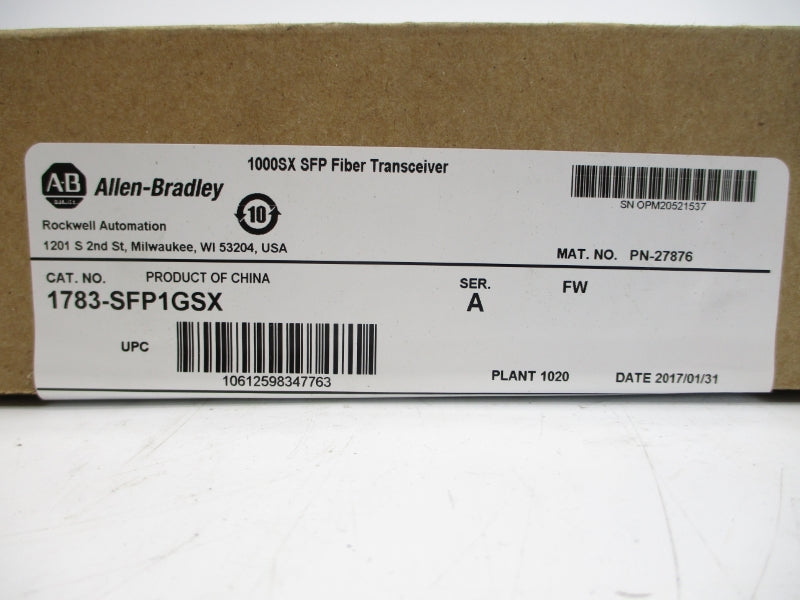 1000SX SFP Fiber Transceiver
A-B
Allen-Bradley
10
SN OPM20521537
Rockwell Automation
1201 S 2nd St, Milwaukee, WI 53204, USA
MAT. NO. PN-27876
CAT. NO. PRODUCT OF CHINA
1783-SFP1GSX
SER.
A
FW
UPC
10612598347763
PLANT 1020
DATE 2017/01/31